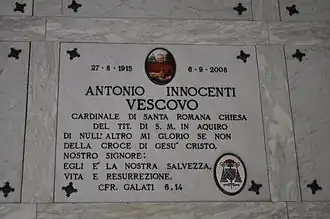 27-8-1915 6-9-2008
ANTONIO INNOCENTI
VESCOVO
CARDINALE DI SANTA ROMANA CHIESA
DEL TIT. DI S. M. IN AQUIRO
DI NULL'ALTRO MI GLORIO SE NON
DELLA CROCE DI GESU' CRISTO,
NOSTRO SIGNORE:
EGLI E' LA NOSTRA SALVEZZA,
VITA E RESURREZIONE.
CFR. GALATI 6,14